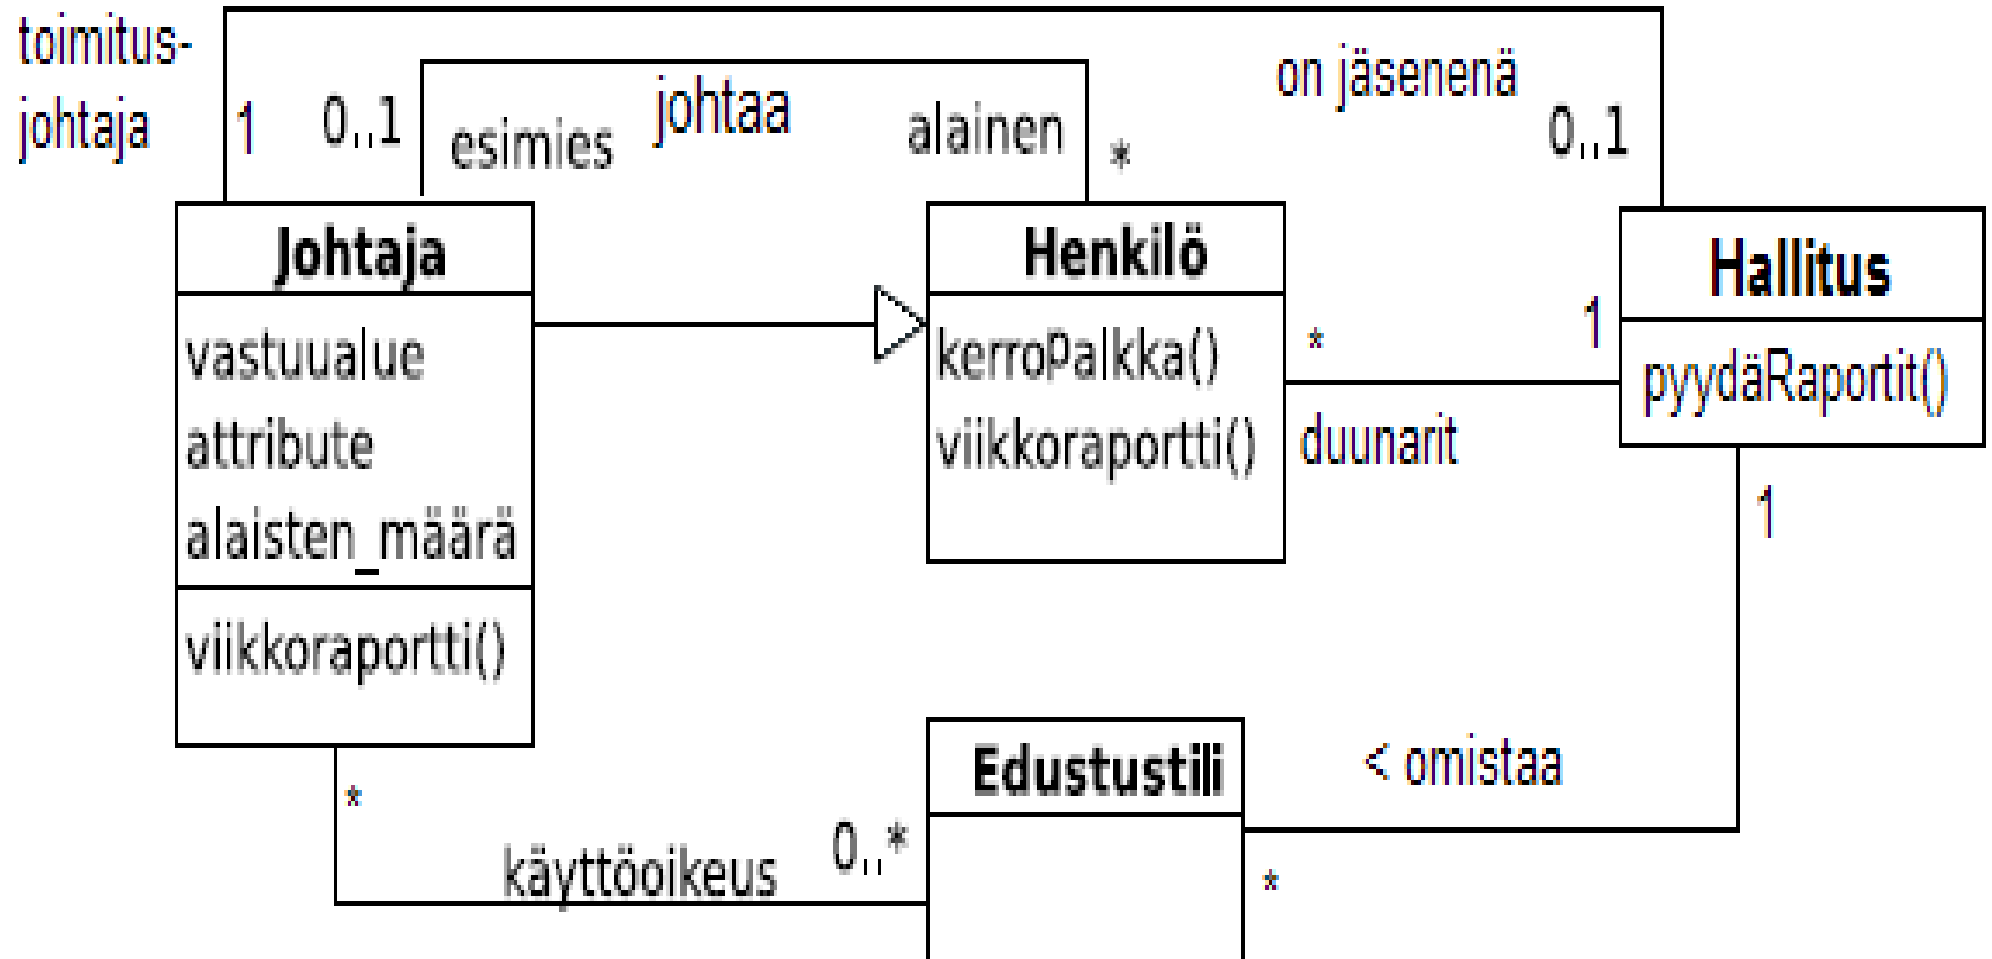 toimitus-
johtaja
1
0..1
esimies
johtaa
alainen
*
on jäsenenä
0..1
Johtaja
vastuualue
attribute
alaisten_määrä
viikkoraportti()
Henkilö
kerroPalkka()
viikkoraportti()
*
1
duunarit
Hallitus
pyydäRaportit()
1
*
käyttöoikeus
0..*
Edustustili
< omistaa
*